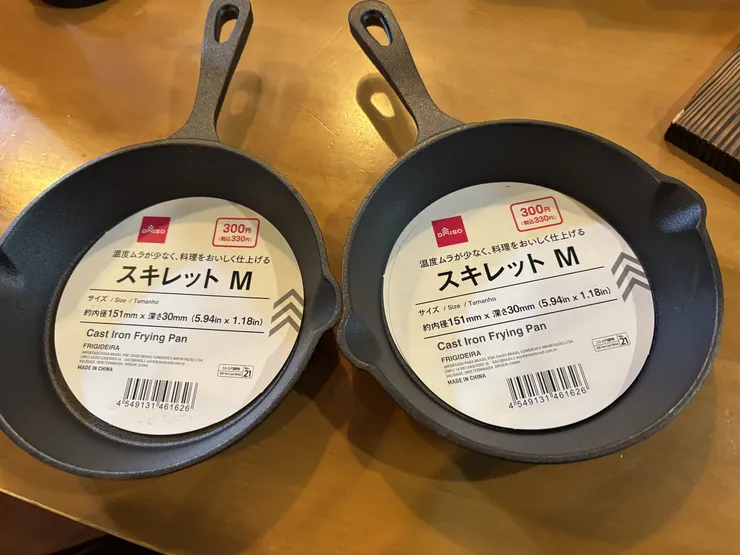 DAISO
300円
(税込330円)
温度ムラが少なく、料理をおいしく仕上げる
スキレット M
サイズ / Size / Tamanho
約内径151mm x 深さ30mm (5.94in x 1.18in)
Cast Iron Frying Pan
FRIGIDEIRA
MADE IN CHINA
21
4 549131 461626
DAISO
300円
(税込330円)
温度ムラが少なく、料理をおいしく仕上げる
スキレット M
サイズ / Size / Tamanho
約内径151mm x 深さ30mm (5.94in x 1.18in)
Cast Iron Frying Pan
FRIGIDEIRA
MADE IN CHINA
21
4 549131 461626